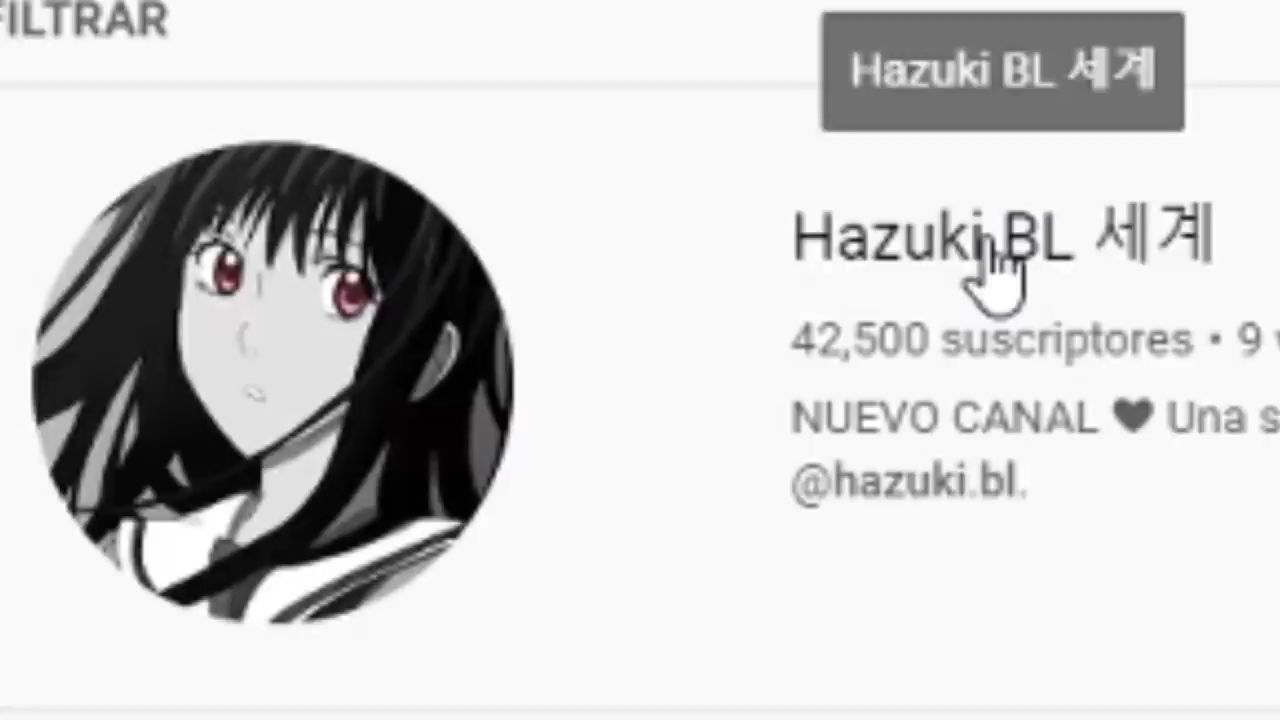 FILTRAR
Hazuki BL 세계
Hazuki BL 세계
42,500 suscriptores • 9
NUEVO CANAL ♥ Una
@hazuki.bl.